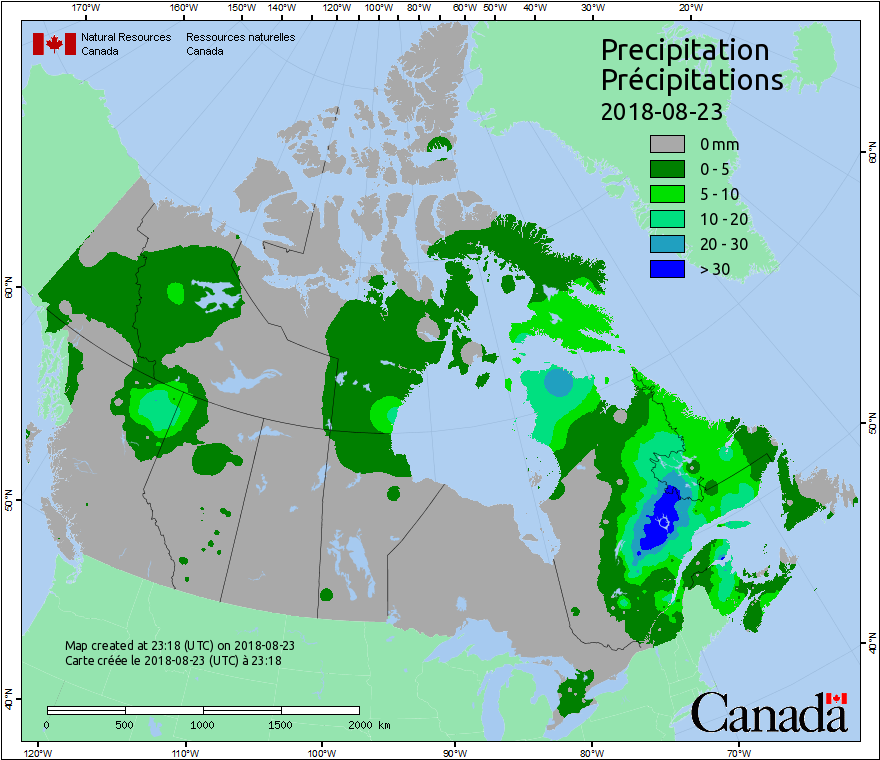 170°W 160°W 150°W 140°W 130°W 120°W 110°W 100°W 90°W 80°W 60°W 50°W 40°W 30°W 20°W
Natural Resources Ressources naturelles
Canada Canada
Precipitation
Précipitations
2018-08-23
0 mm
0 - 5
5 - 10
10 - 20
20 - 30
> 30
60°N
60°N
50°N
50°N
40°N
40°N
Map created at 23:18 (UTC) on 2018-08-23
Carte créée le 2018-08-23 (UTC) à 23:18
0 500 1000 1500 2000 km
Canada
120°W 110°W 100°W 90°W 80°W 70°W